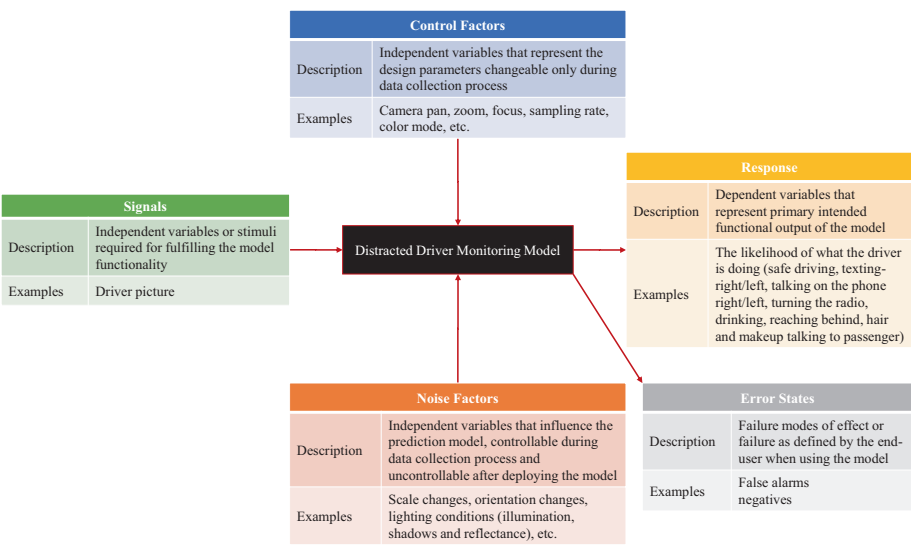 Control Factors
Description
Independent variables that represent the
design parameters changeable only during
data collection process
Examples
Camera pan, zoom, focus, sampling rate,
color mode, etc.
Signals
Description
Independent variables or stimuli
required for fulfilling the model
functionality
Examples
Driver picture
Distracted Driver Monitoring Model
Response
Description
Dependent variables that
represent primary intended
functional output of the model
Examples
The likelihood of what the driver
is doing (safe driving, texting-
right/left, talking on the phone
right/left, turning the radio,
drinking, reaching behind, hair
and makeup talking to passenger)
Noise Factors
Description
Independent variables that influence the
prediction model, controllable during
data collection process and
uncontrollable after deploying the model
Examples
Scale changes, orientation changes,
lighting conditions (illumination,
shadows and reflectance), etc.
Error States
Description
Failure modes of effect or
failure as defined by the end-
user when using the model
Examples
False alarms
negatives